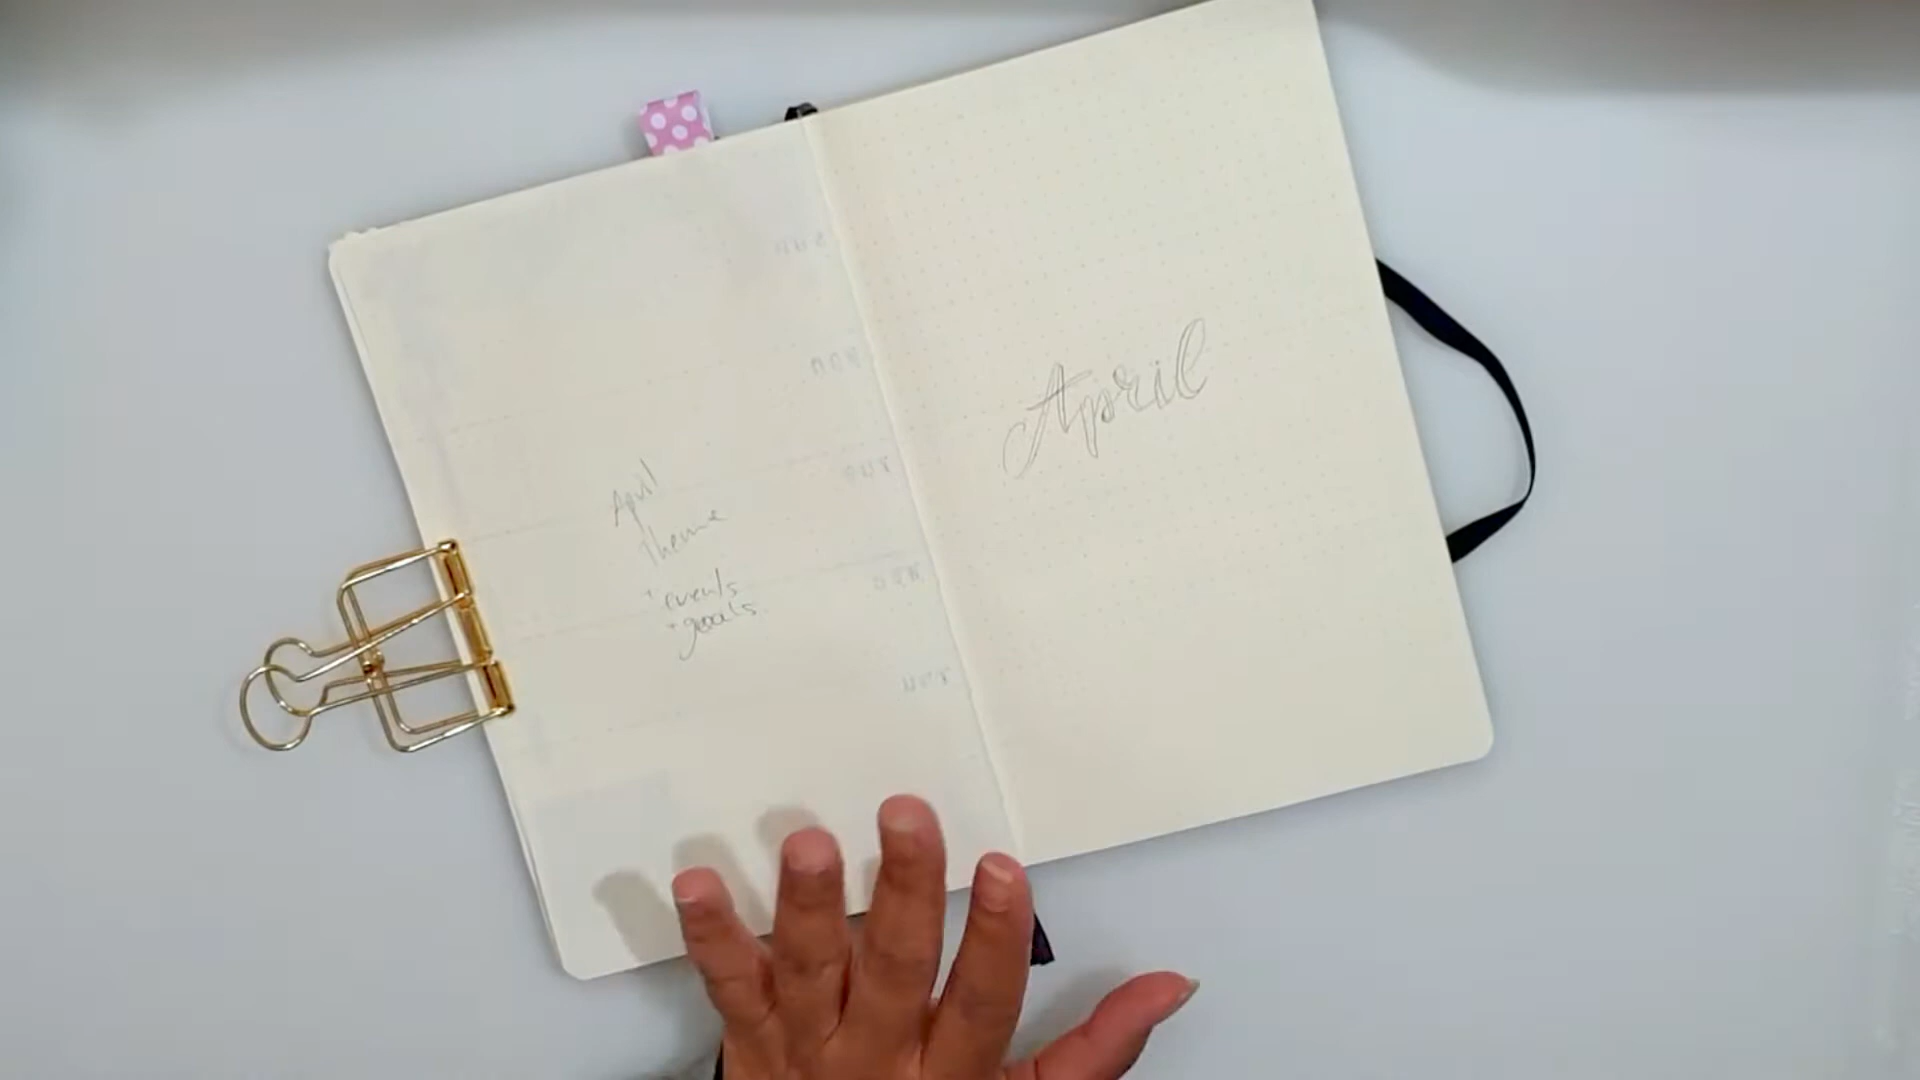 April
Theme
+ events
+ goals
April